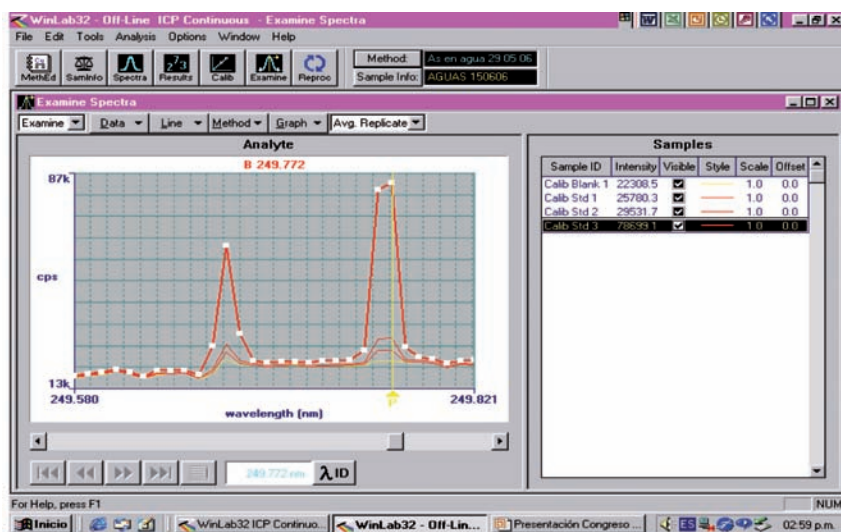 WinLab32 - Off-Line ICP Continuous - Examine Spectra
File Edit Tools Analysis Options Window Help
MethEd SamInfo Spectra Results Calib Examine Reproc
Method: As en agua 29 05 06
Sample Info: AGUAS 150606
Examine Spectra
Examine Data Line Method Graph Avg. Replicate
Analyte
B 249.772
87k
cps
13k
249.580 249.821
wavelength (nm)
P
249.772 nm λ ID
Samples
Sample ID Intensity Visible Style Scale Offset
Calib Blank 1 22308.5 1.0 0.0
Calib Std 1 25780.3 1.0 0.0
Calib Std 2 29531.7 1.0 0.0
Calib Std 3 78699.1 1.0 0.0
For Help, press F1 NUM
Inicio WinLab32 ICP Continuo... WinLab32 - Off-Lin... Presentación Congreso ... ES 02:59 p.m.